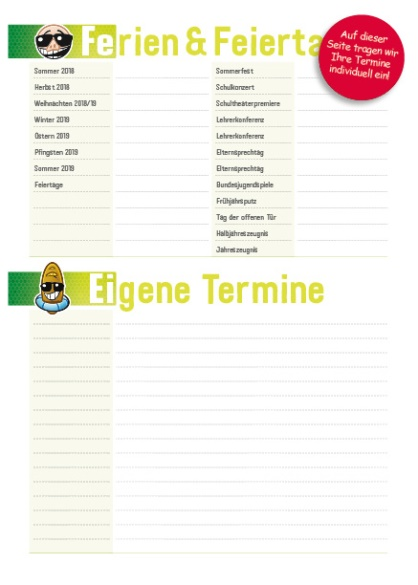 Ferien & Feierta
Auf dieser
Seite tragen wir
Ihre Termine
individuell ein!
Sommer 2018
Herbst 2018
Weihnachten 2018/19
Winter 2019
Ostern 2019
Pfingsten 2019
Sommer 2019
Feiertage
Sommerfest
Schulkonzert
Schultheaterpremiere
Lehrerkonferenz
Lehrerkonferenz
Elternsprechtag
Elternsprechtag
Bundesjugendspiele
Frühjahrsputz
Tag der offenen Tür
Halbjahreszeugnis
Jahreszeugnis
Eigene Termine